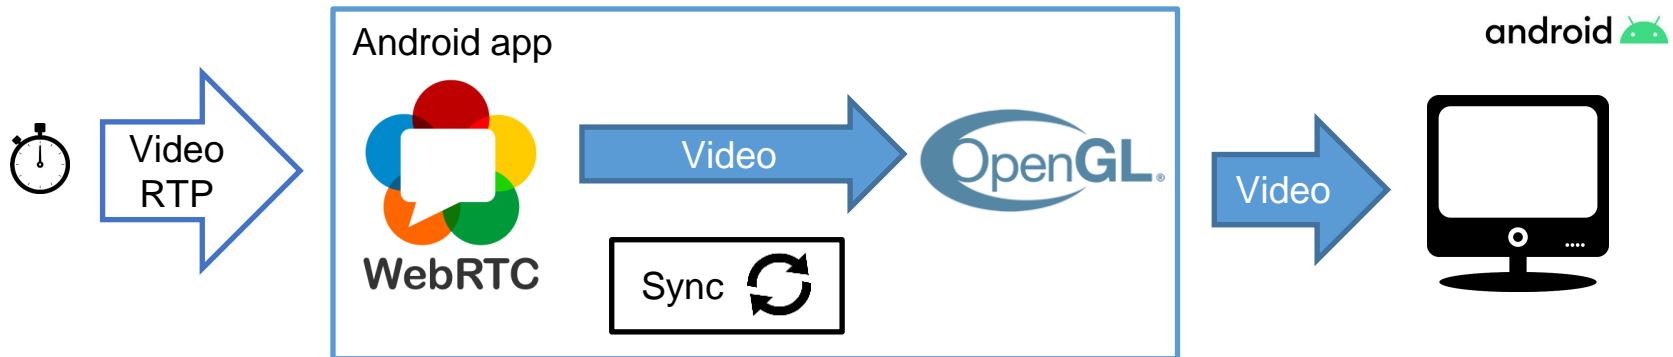 Android app
android
Video
RTP
WebRTC
Video
OpenGL®
Sync
Video